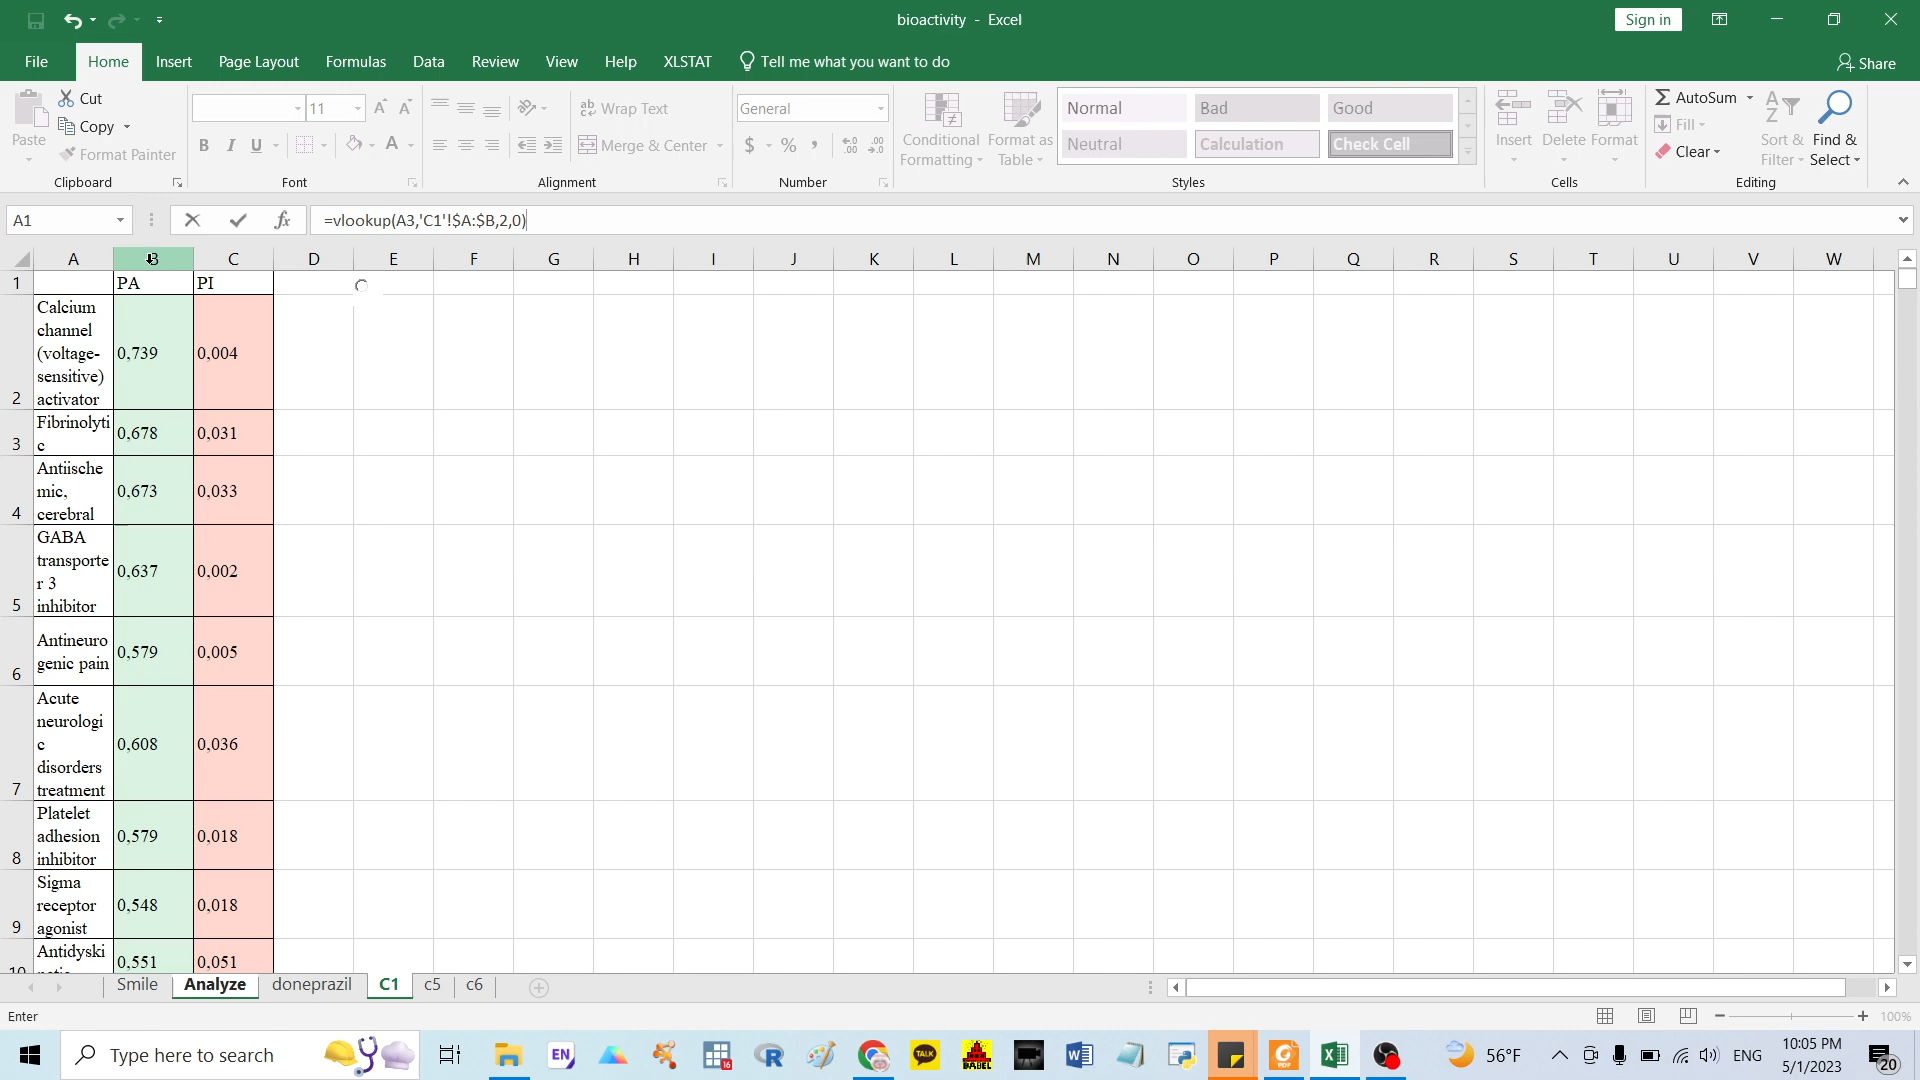 bioactivity - Excel
Sign in
File Home Insert Page Layout Formulas Data Review View Help XLSTAT Tell me what you want to do
Share
Paste
Cut
Copy
Format Painter
Clipboard
11
B I U A
Font
ab Wrap Text
Merge & Center
Alignment
General
$ % ,
Number
Conditional Formatting
Format as Table
Normal Bad Good
Neutral Calculation Check Cell
Styles
Insert Delete Format
Cells
AutoSum
Fill
Clear
Sort & Filter
Find & Select
Editing
A1 fx =vlookup(A3,'C1'!$A:$B,2,0)
A B C D E F G H I J K L M N O P Q R S T U V W
1 PA PI
2 Calcium channel (voltage-sensitive) activator 0,739 0,004
3 Fibrinolytic 0,678 0,031
4 Antiischemic, cerebral 0,673 0,033
5 GABA transporter 3 inhibitor 0,637 0,002
6 Antineurogenic pain 0,579 0,005
7 Acute neurologic disorders treatment 0,608 0,036
8 Platelet adhesion inhibitor 0,579 0,018
9 Sigma receptor agonist 0,548 0,018
10 Antidyski 0,551 0,051
Smile Analyze doneprazil C1 c5 c6
Enter
100%
Type here to search
EN
16
R
TALK
BABEL
PDF
56°F
ENG
10:05 PM
5/1/2023
20